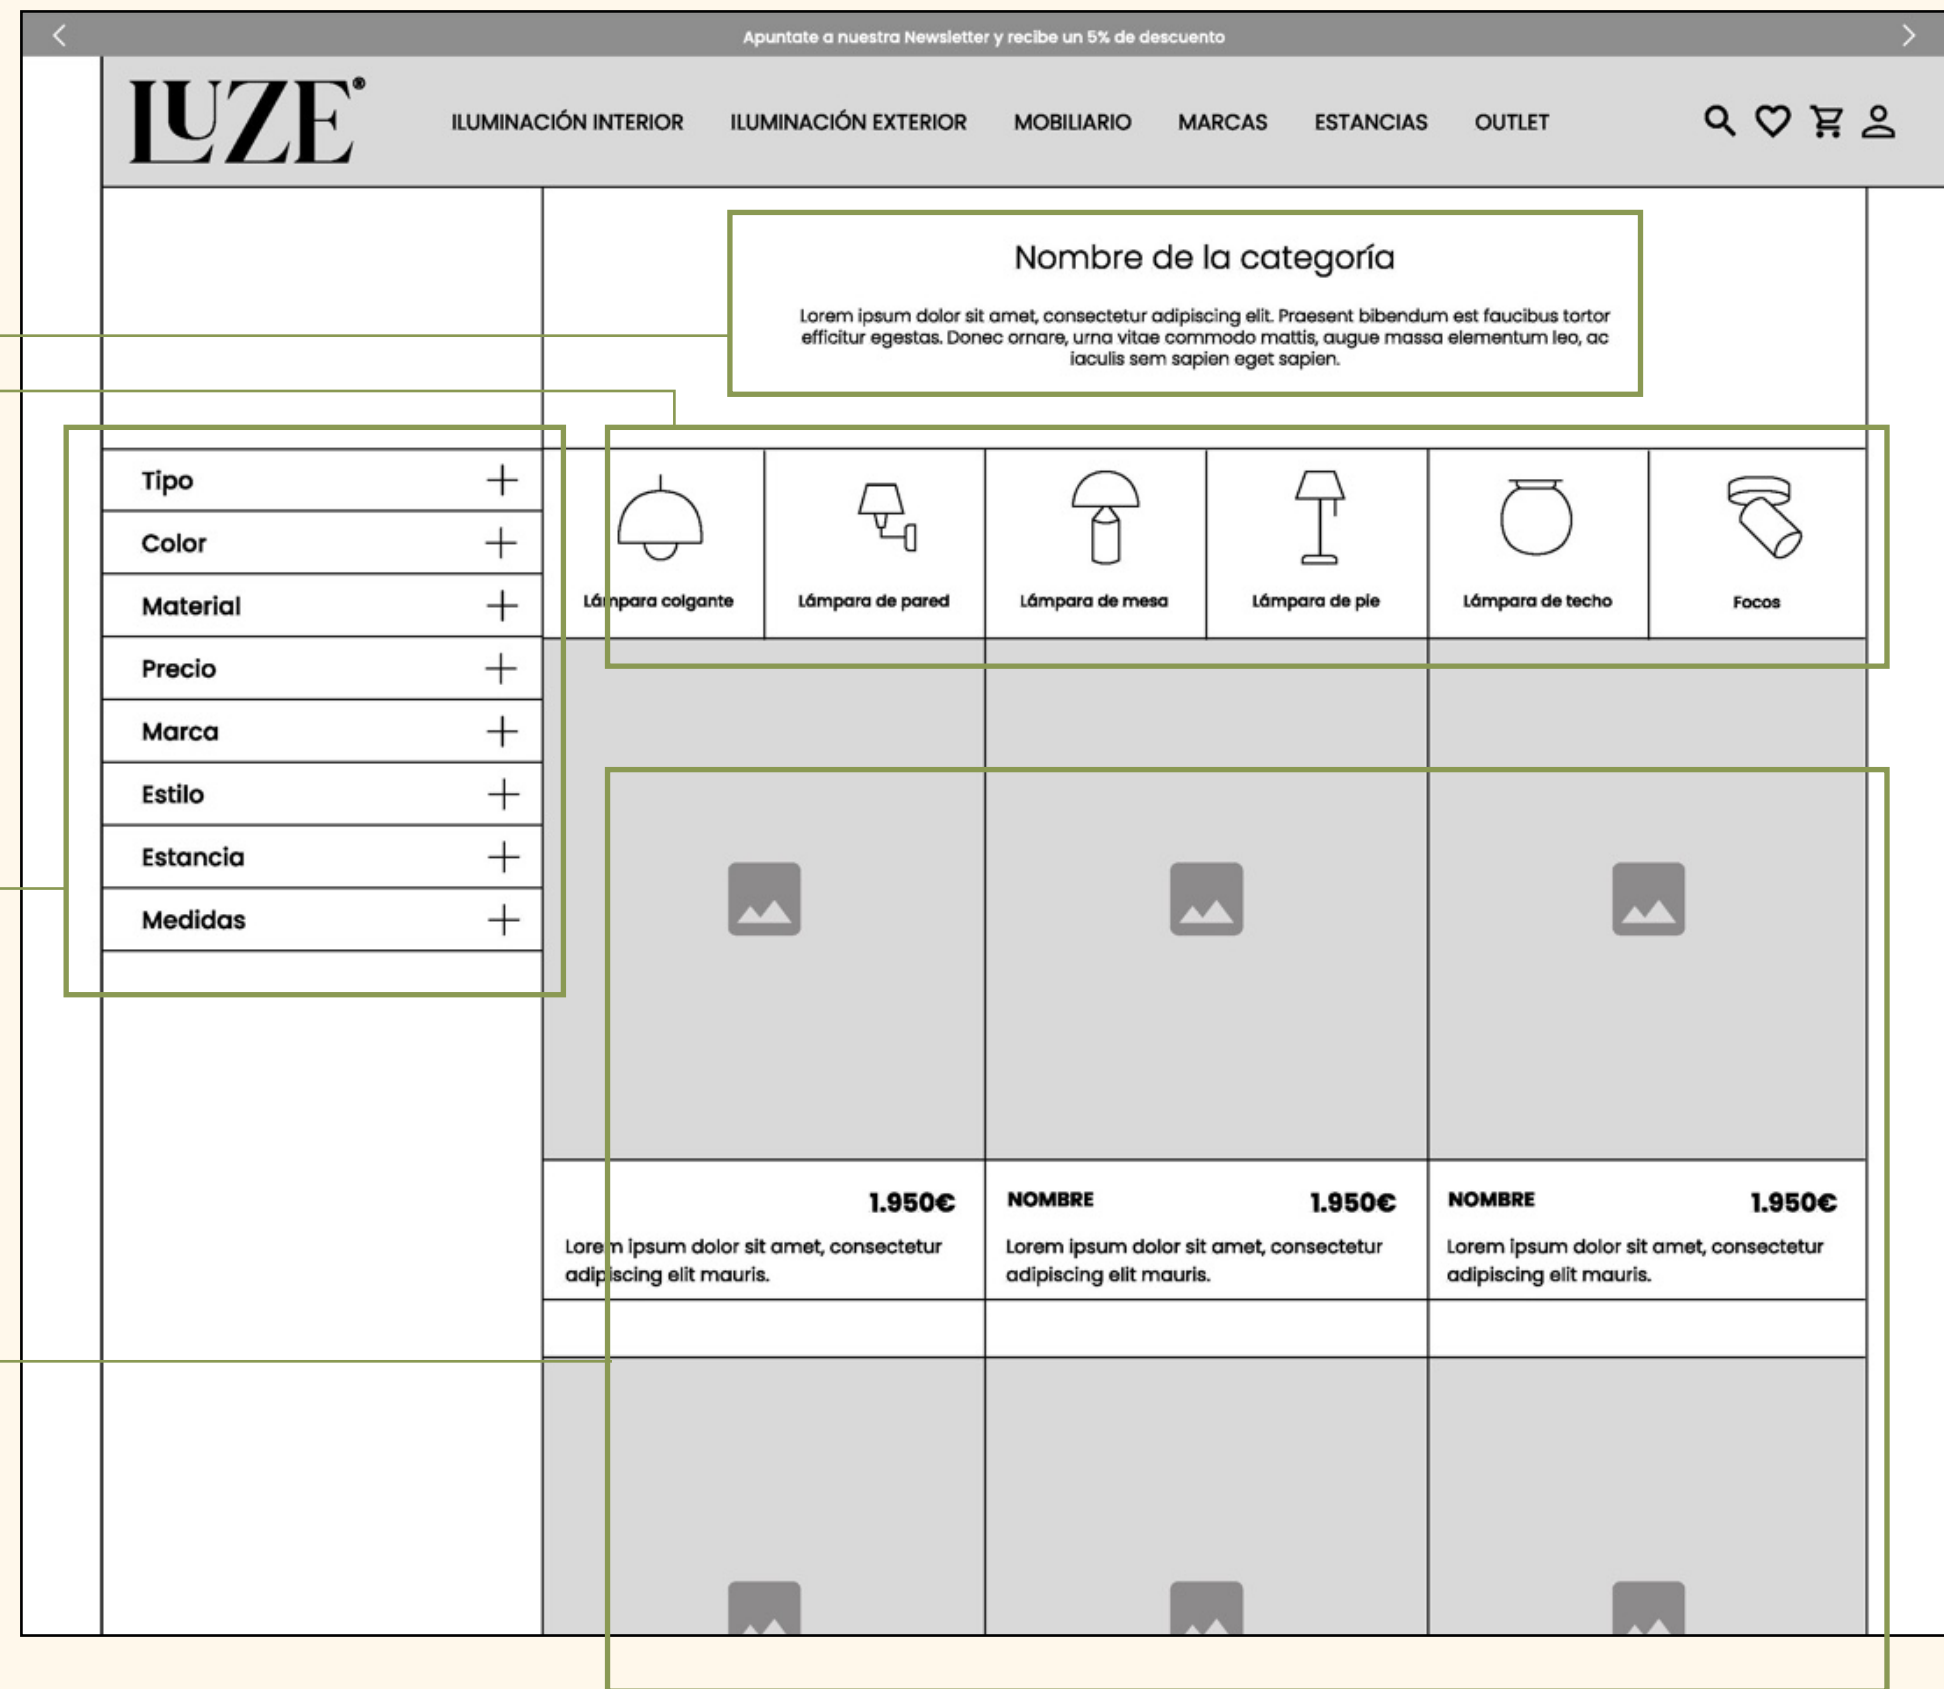 Apuntate a nuestra Newsletter y recibe un 5% de descuento
LUZE®
ILUMINACIÓN INTERIOR
ILUMINACIÓN EXTERIOR
MOBILIARIO
MARCAS
ESTANCIAS
OUTLET
Nombre de la categoría
Lorem ipsum dolor sit amet, consectetur adipiscing elit. Praesent bibendum est faucibus tortor
efficitur egestas. Donec ornare, urna vitae commodo mattis, augue massa elementum leo, ac
iaculis sem sapien eget sapien.
Tipo
Color
Material
Precio
Marca
Estilo
Estancia
Medidas
Lámpara colgante
Lámpara de pared
Lámpara de mesa
Lámpara de pie
Lámpara de techo
Focos
1.950€
Lorem ipsum dolor sit amet, consectetur
adipiscing elit mauris.
NOMBRE
1.950€
Lorem ipsum dolor sit amet, consectetur
adipiscing elit mauris.
NOMBRE
1.950€
Lorem ipsum dolor sit amet, consectetur
adipiscing elit mauris.